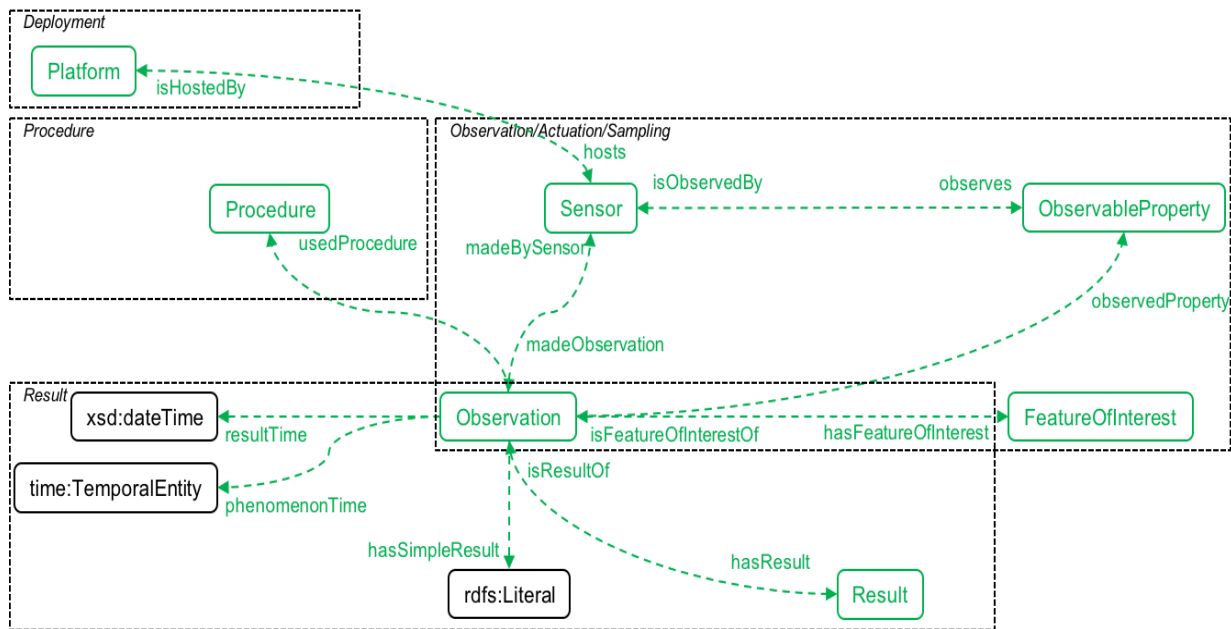 Deployment
Platform
isHostedBy
Procedure
Observation/Actuation/Sampling
hosts
isObservedBy
observes
Procedure
Sensor
ObservableProperty
usedProcedure
madeBySensor
observedProperty
madeObservation
Result
xsd:dateTime
Observation
FeatureOfInterest
resultTime
isFeatureOfInterestOf
hasFeatureOfInterest
isResultOf
time:TemporalEntity
phenomenonTime
hasSimpleResult
hasResult
rdfs:Literal
Result